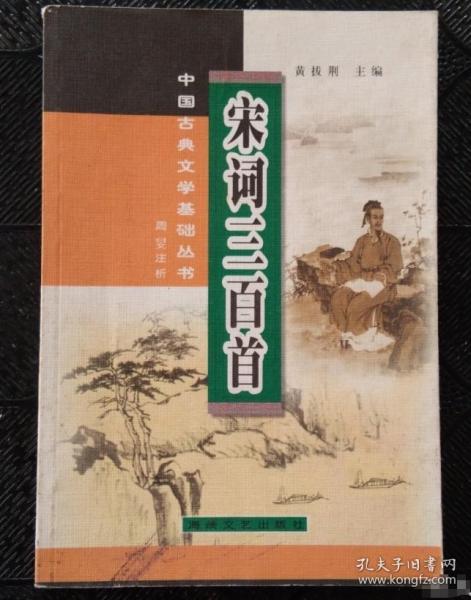 黄拔荆 主编
宋词三百首
中国古典文学基础丛书
周旻注析
海峡文艺出版社
孔夫子旧书网
www.kongfz.com